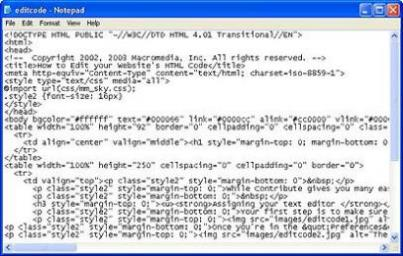 editcode - Notepad
File Edit Format View Help
<!DOCTYPE HTML PUBLIC "-//W3C//DTD HTML 4.01 Transitional//EN">
<html>
<head>
<!-- Copyright 2002, 2003 Macromedia, Inc. All rights reserved. -->
<title>How to Edit your Website's HTML Code</title>
<meta http-equiv="Content-Type" content="text/html; charset=iso-8859-1">
<style type="text/css" media="all">
@import url(css/mm_sky.css);
.style2 {font-size: 16px}
</style>
</head>
<body bgcolor="#ffffff" text="#000066" link="#0000cc" alink="#cc0000" vlink="#000
<table width="100%" height="92" border="0" cellpadding="0" cellspacing="0" class=
<tr>
<td align="center" valign="middle"><h1 style="margin-top: 0; margin-bottom: 0
</tr>
</table>
<table width="100%" height="250" cellspacing="0" cellpadding="0" border="0">
<tr>
<td valign="top"><p class="style2" style="margin-bottom: 0">&nbsp;</p>
<p class="style2" style="margin-top: 0;">While Contribute gives you many eas
<p class="style2" style="margin-bottom: 0">&nbsp;</p>
<h3 style="margin-top: 0;"><u><strong>Assigning your text editor </strong><
<p class="style2" style="margin-top: 0;">Your first step is to make sure
<p class="style2" style="margin-top: 0;"><img src="images/editcode1.jpg" alt
<p class="style2" style="margin-top: 0;">Once you're in the &quot;Preferences&
<p class="style2" style="margin-top: 0;"><img src="images/editcode2.jpg" alt="The